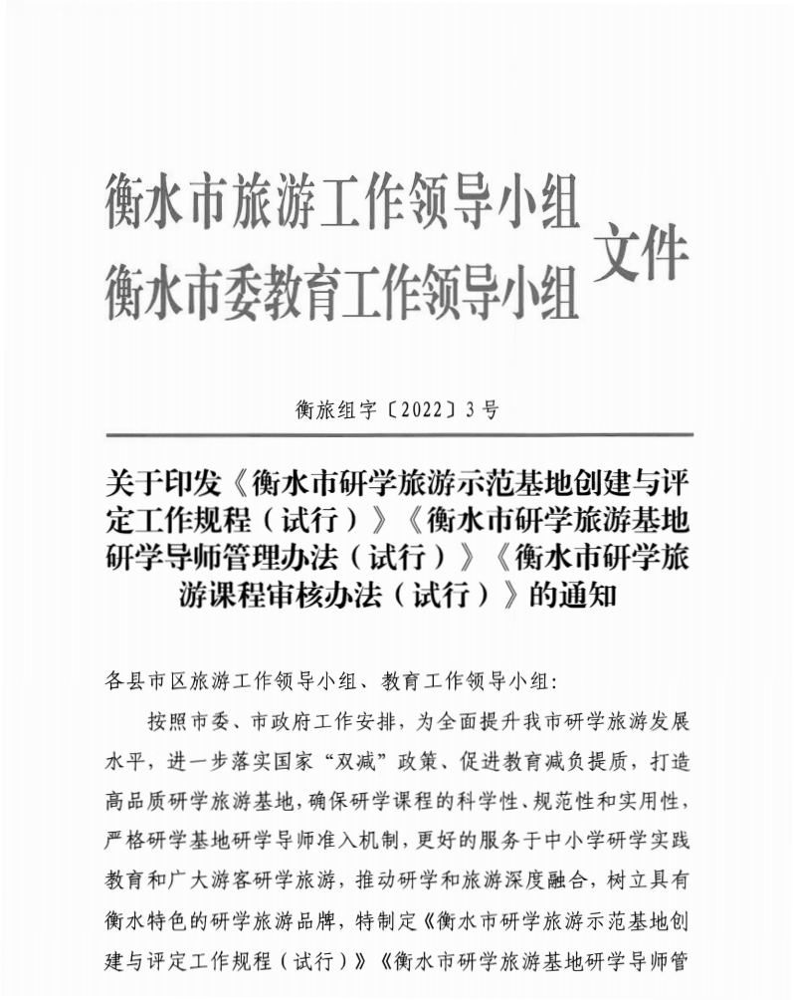 衡水市旅游工作领导小组
衡水市委教育工作领导小组
文件
衡旅组字〔2022〕3号
关于印发《衡水市研学旅游示范基地创建与评
定工作规程（试行）》《衡水市研学旅游基地
研学导师管理办法（试行）》《衡水市研学旅
游课程审核办法（试行）》的通知
各县市区旅游工作领导小组、教育工作领导小组：
按照市委、市政府工作安排，为全面提升我市研学旅游发展
水平，进一步落实国家“双减”政策、促进教育减负提质，打造
高品质研学旅游基地，确保研学课程的科学性、规范性和实用性，
严格研学基地研学导师准入机制，更好的服务于中小学研学实践
教育和广大游客研学旅游，推动研学和旅游深度融合，树立具有
衡水特色的研学旅游品牌，特制定《衡水市研学旅游示范基地创
建与评定工作规程（试行）》《衡水市研学旅游基地研学导师管